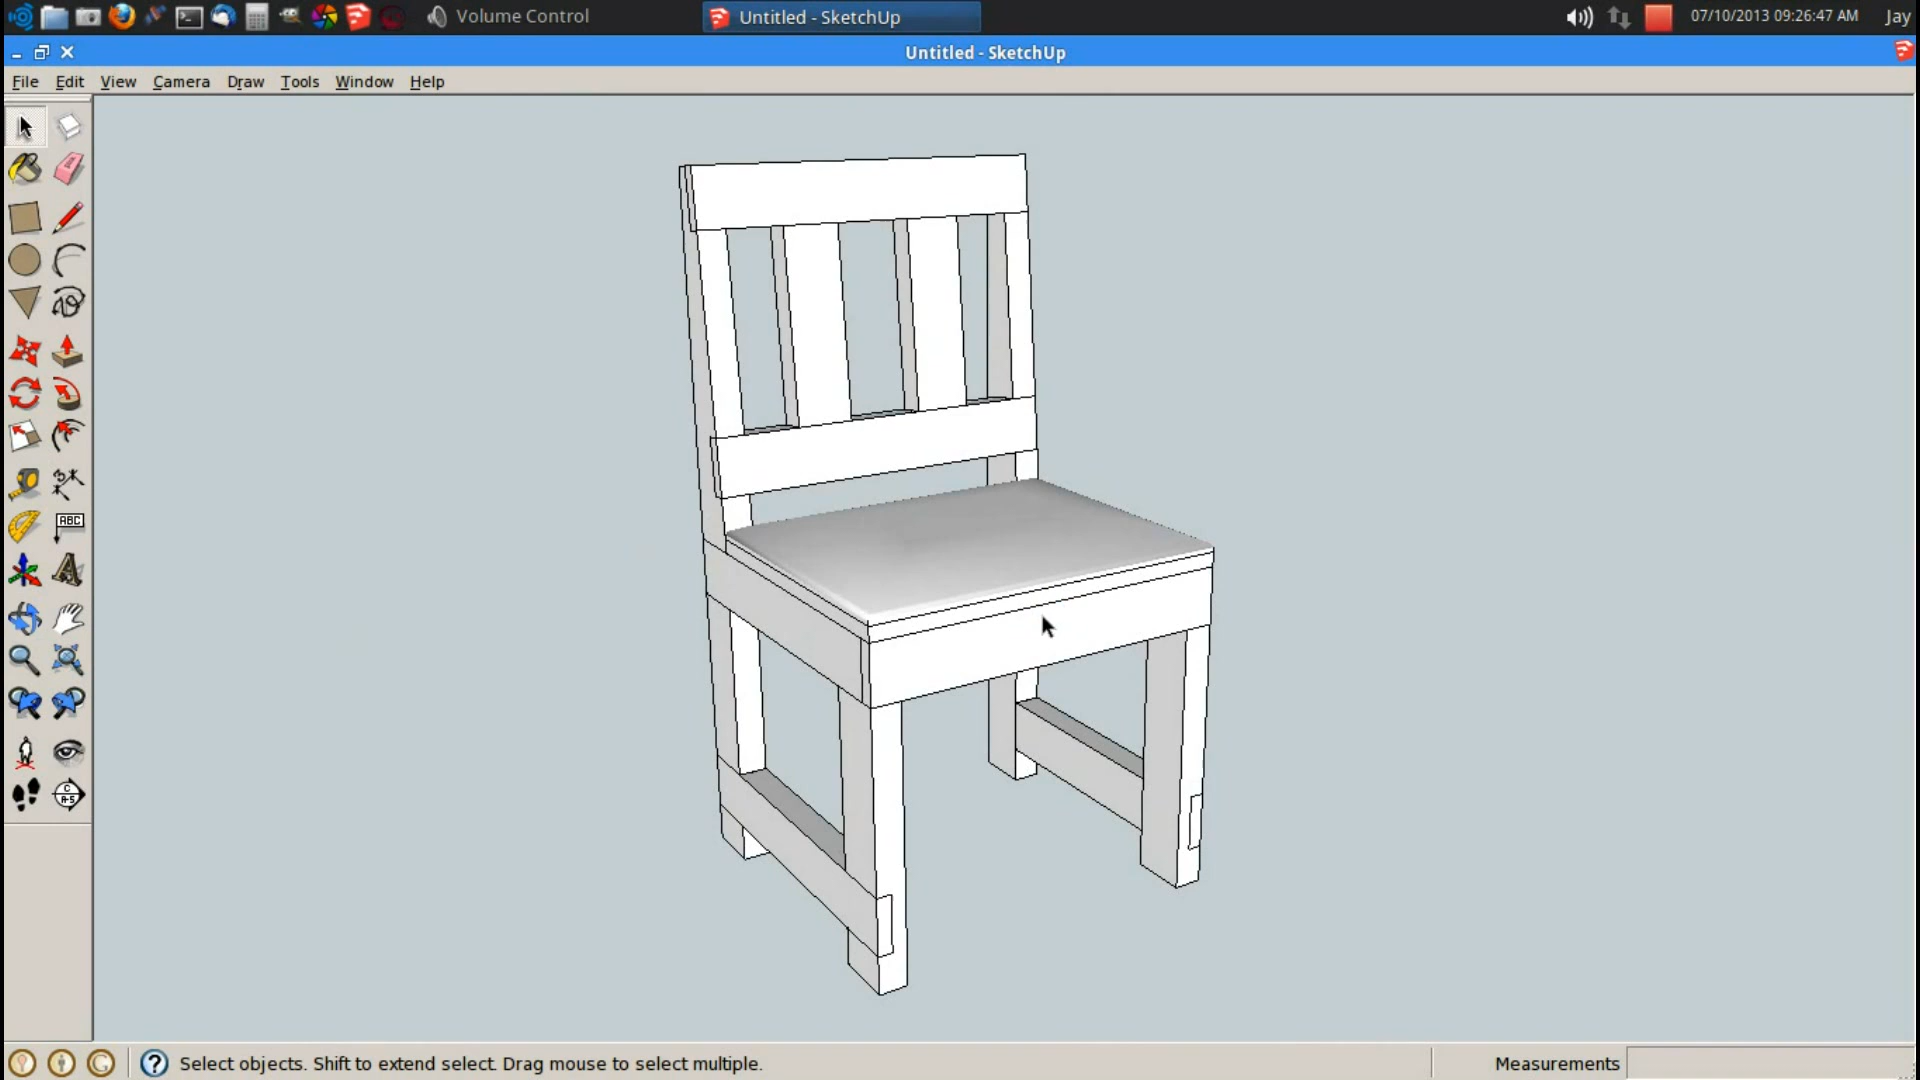 Volume Control
Untitled - SketchUp
07/10/2013 09:26:47 AM
Jay
Untitled - SketchUp
File Edit View Camera Draw Tools Window Help
ABC
Select objects. Shift to extend select. Drag mouse to select multiple.
Measurements